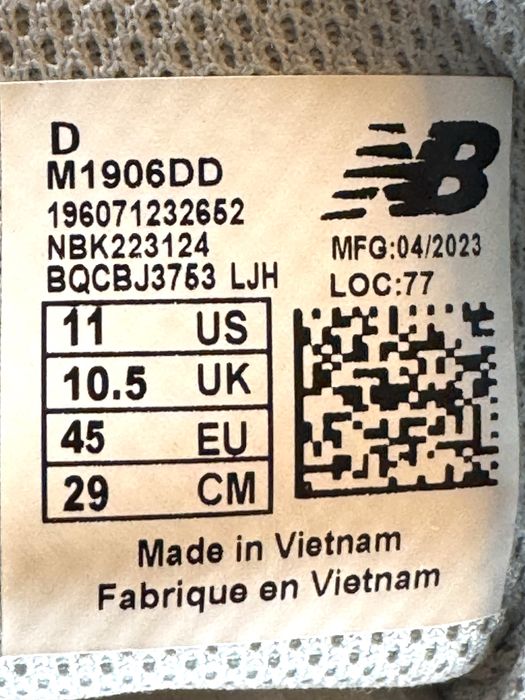 D
M1906DD
196071232652
NBK223124
BQCBJ3753 LJH
B
MFG:04/2023
LOC:77
11 US
10.5 UK
45 EU
29 CM
Made in Vietnam
Fabrique en Vietnam